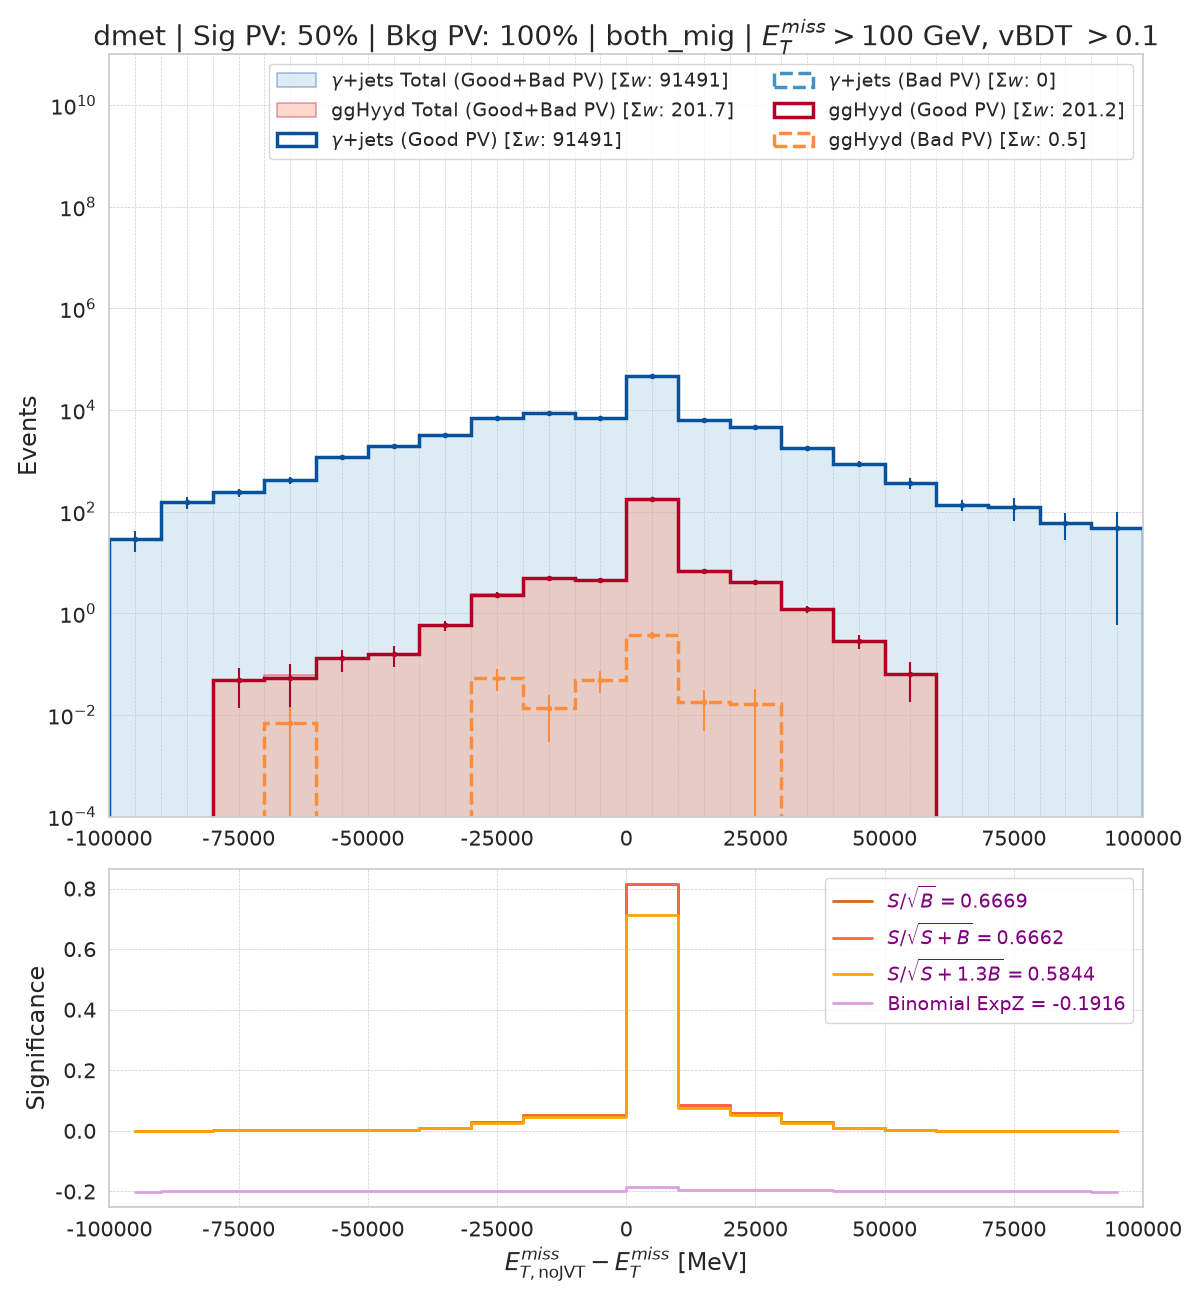 dmet | Sig PV: 50% | Bkg PV: 100% | both_mig | $E_T^{miss} > 100$ GeV, vBDT $> 0.1$
γ+jets Total (Good+Bad PV) [Σw: 91491]
ggHyyd Total (Good+Bad PV) [Σw: 201.7]
γ+jets (Good PV) [Σw: 91491]
γ+jets (Bad PV) [Σw: 0]
ggHyyd (Good PV) [Σw: 201.2]
ggHyyd (Bad PV) [Σw: 0.5]
Events
10^{10}
10^{8}
10^{6}
10^{4}
10^{2}
10^{0}
10^{-2}
10^{-4}
-100000 -75000 -50000 -25000 0 25000 50000 75000 100000
Significance
0.8
0.6
0.4
0.2
0.0
-0.2
$S/\sqrt{B} = 0.6669$
$S/\sqrt{S + B} = 0.6662$
$S/\sqrt{S + 1.3B} = 0.5844$
Binomial ExpZ = -0.1916
-100000 -75000 -50000 -25000 0 25000 50000 75000 100000
$E_{T,noJVT}^{miss} - E_T^{miss}$ [MeV]